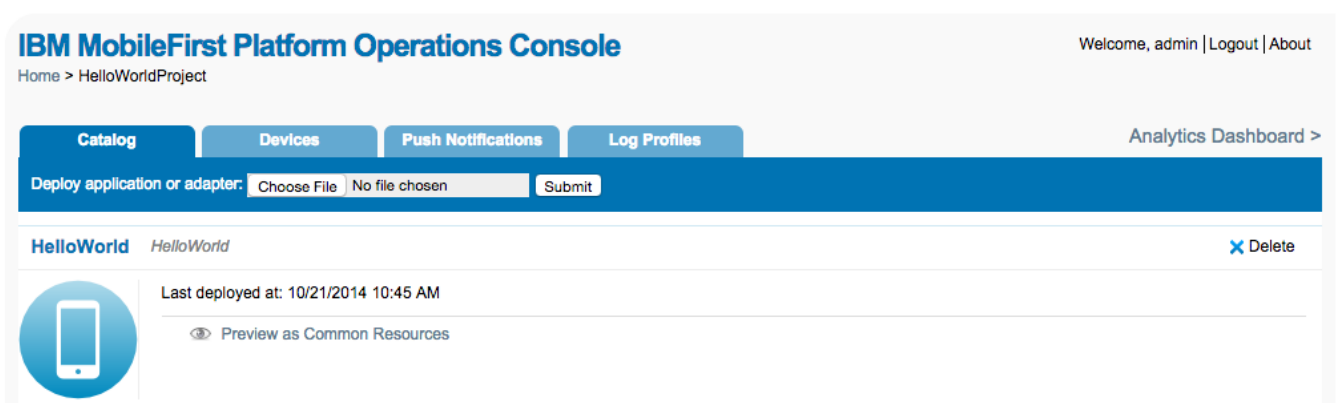 IBM MobileFirst Platform Operations Console
Welcome, admin | Logout | About
Home > HelloWorldProject
Catalog Devices Push Notifications Log Profiles Analytics Dashboard >
Deploy application or adapter: Choose File No file chosen Submit
HelloWorld HelloWorld Delete
Last deployed at: 10/21/2014 10:45 AM
Preview as Common Resources